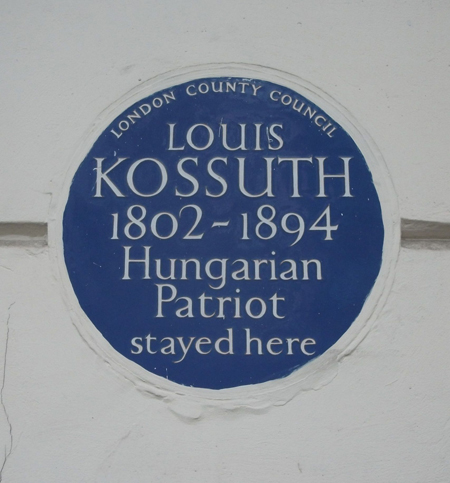 LONDON COUNTY COUNCIL
LOUIS
KOSSUTH
1802-1894
Hungarian
Patriot
stayed here